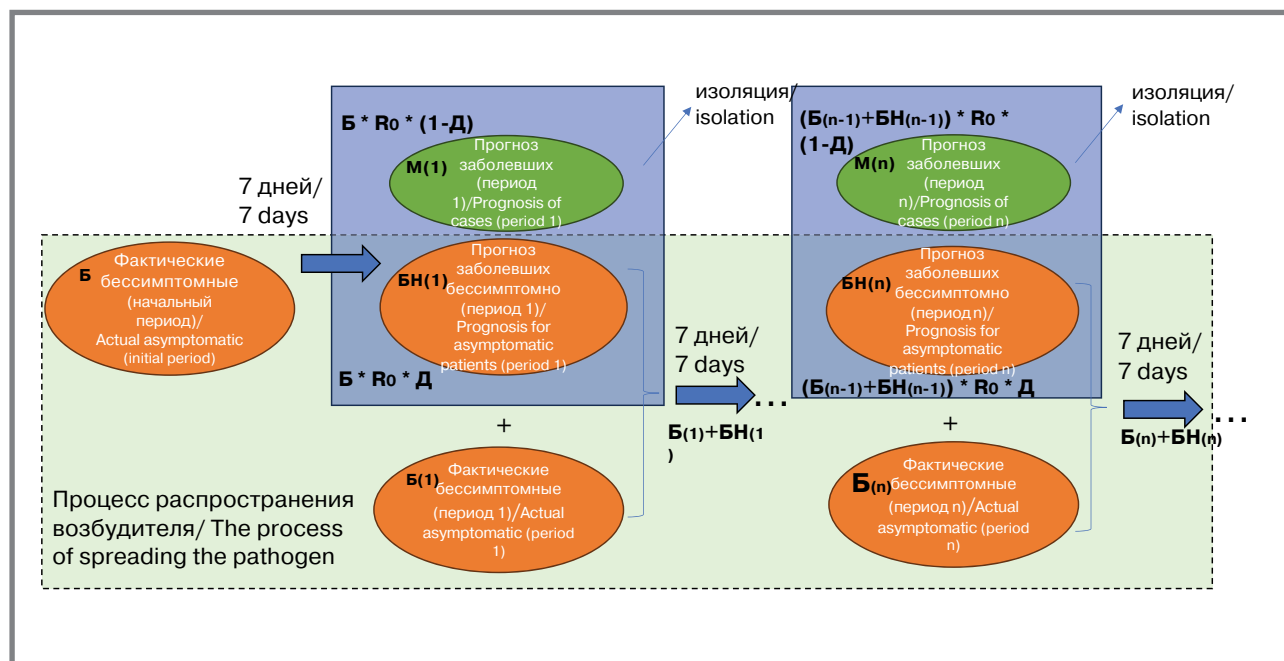 изоляция/
isolation
Б * R0 * (1-Д)
М(1)
Прогноз
заболевших
(период
1)/Prognosis of
cases (period 1)
7 дней/
7 days
Б
Фактические
бессимптомные
(начальный
период)/
Actual asymptomatic
(initial period)
БН(1)
Прогноз
заболевших
бессимптомно
(период 1)/
Prognosis for
asymptomatic
patients (period 1)
Б * R0 * Д
+
Б(1)
Фактические
бессимптомные
(период 1)/Actual
asymptomatic (period
1)
7 дней/
7 days
...
Б(1)+БН(1
)
изоляция/
isolation
(Б(n-1)+БН(n-1)) * R0 *
(1-Д)
М(n)
Прогноз
заболевших
(период
n)/Prognosis of
cases (period n)
БН(n)
Прогноз
заболевших
бессимптомно
(период n)/
Prognosis for
asymptomatic
patients (period n)
(Б(n-1)+БН(n-1)) * R0 * Д
+
Б(n)
Фактические
бессимптомные
(период n)/Actual
asymptomatic (period
n)
7 дней/
7 days
...
Б(n)+БН(n)
Процесс распространения
возбудителя/ The process
of spreading the pathogen